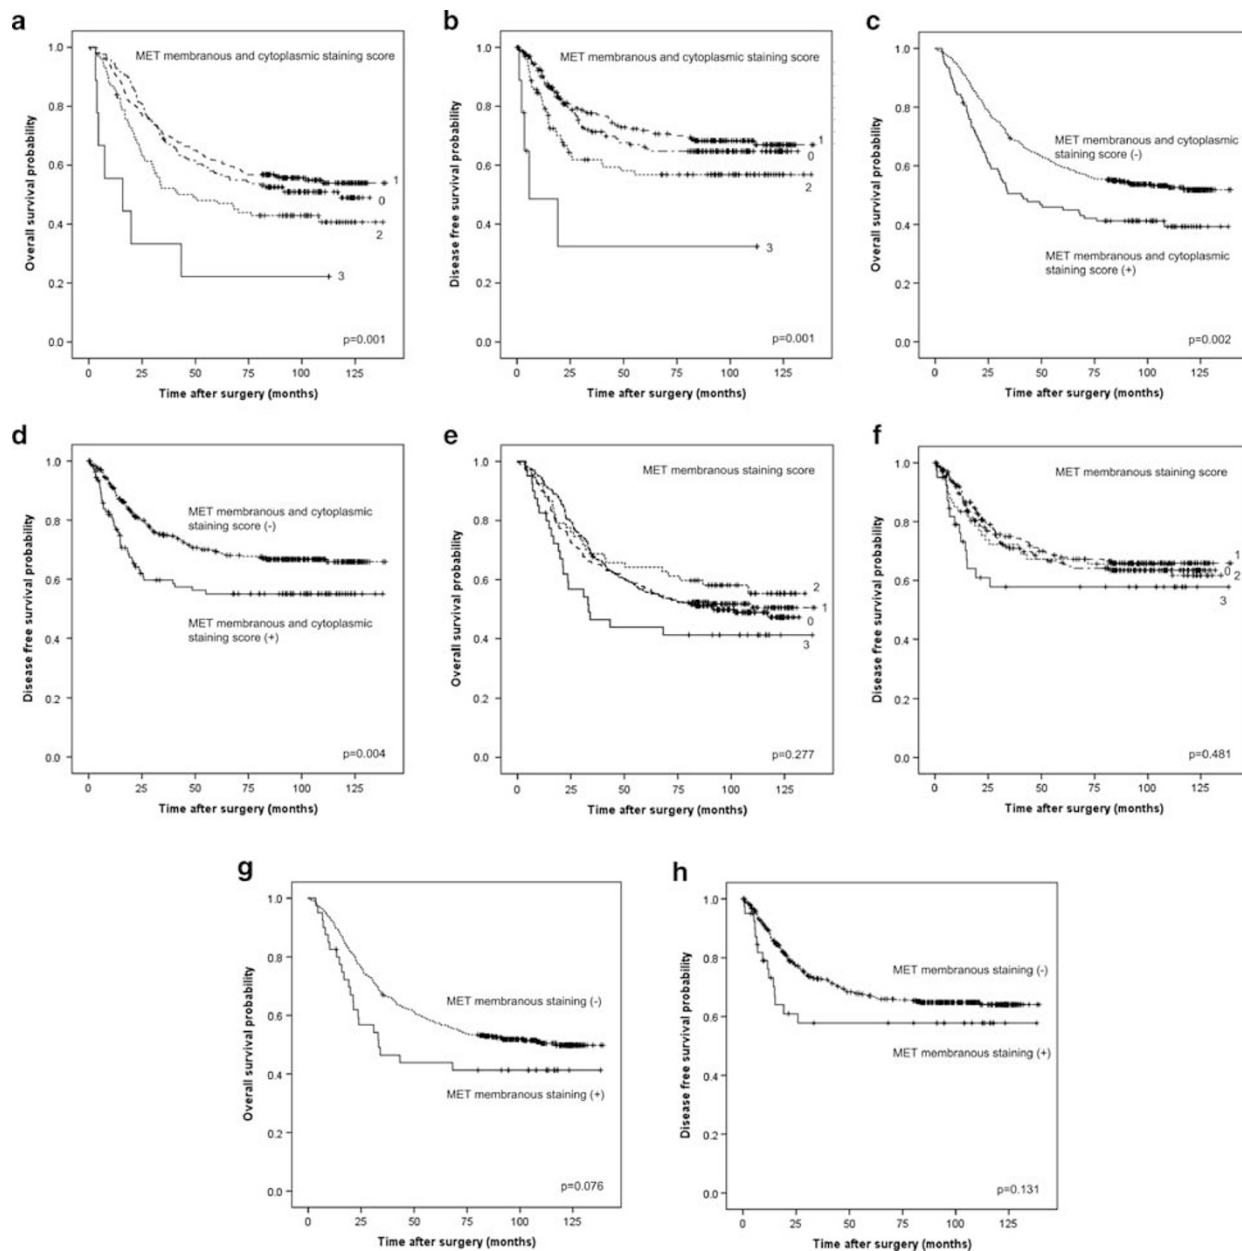 a
MET membranous and cytoplasmic staining score
Overall survival probability
1.0
0.8
0.6
0.4
0.2
0.0
1
0
2
3
p=0.001
0 25 50 75 100 125
Time after surgery (months)
b
MET membranous and cytoplasmic staining score
Disease free survival probability
1.0
0.8
0.6
0.4
0.2
0.0
1
0
2
3
p=0.001
0 25 50 75 100 125
Time after surgery (months)
c
Overall survival probability
1.0
0.8
0.6
0.4
0.2
0.0
MET membranous and cytoplasmic
staining score (-)
MET membranous and cytoplasmic
staining score (+)
p=0.002
0 25 50 75 100 125
Time after surgery (months)
d
Disease free survival probability
1.0
0.8
0.6
0.4
0.2
0.0
MET membranous and cytoplasmic
staining score (-)
MET membranous and cytoplasmic
staining score (+)
p=0.004
0 25 50 75 100 125
Time after surgery (months)
e
MET membranous staining score
Overall survival probability
1.0
0.8
0.6
0.4
0.2
0.0
2
1
0
3
p=0.277
0 25 50 75 100 125
Time after surgery (months)
f
MET membranous staining score
Disease free survival probability
1.0
0.8
0.6
0.4
0.2
0.0
1
0
2
3
p=0.481
0 25 50 75 100 125
Time after surgery (months)
g
Overall survival probability
1.0
0.8
0.6
0.4
0.2
0.0
MET membranous staining (-)
MET membranous staining (+)
p=0.076
0 25 50 75 100 125
Time after surgery (months)
h
Disease free survival probability
1.0
0.8
0.6
0.4
0.2
0.0
MET membranous staining (-)
MET membranous staining (+)
p=0.131
0 25 50 75 100 125
Time after surgery (months)